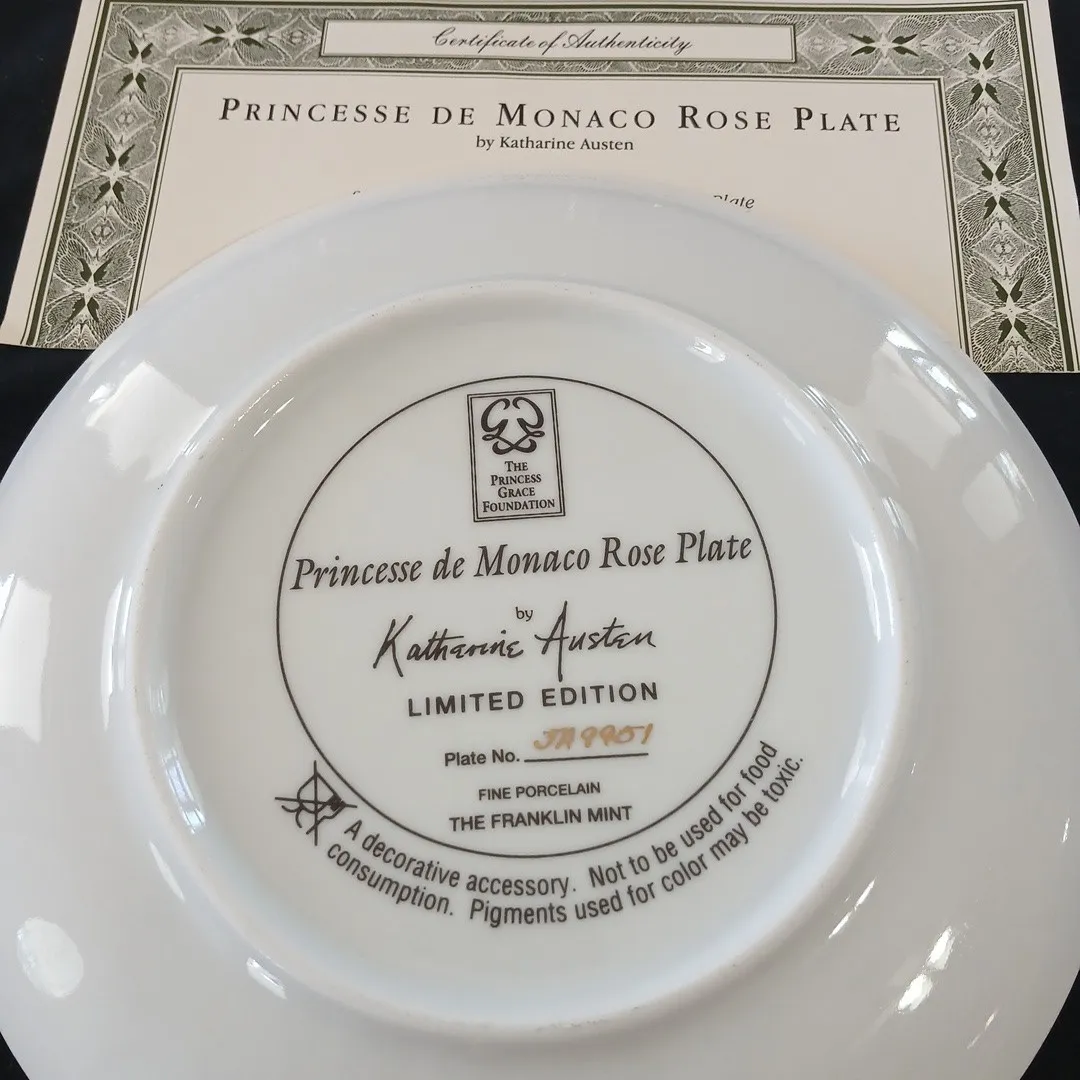 Certificate of Authenticity
PRINCESSE DE MONACO ROSE PLATE
by Katharine Austen
THE
PRINCESS
GRACE
FOUNDATION
Princesse de Monaco Rose Plate
by
Katharine Austen
LIMITED EDITION
Plate No. JA9901
FINE PORCELAIN
THE FRANKLIN MINT
A decorative accessory. Not to be used for food
consumption. Pigments used for color may be toxic.